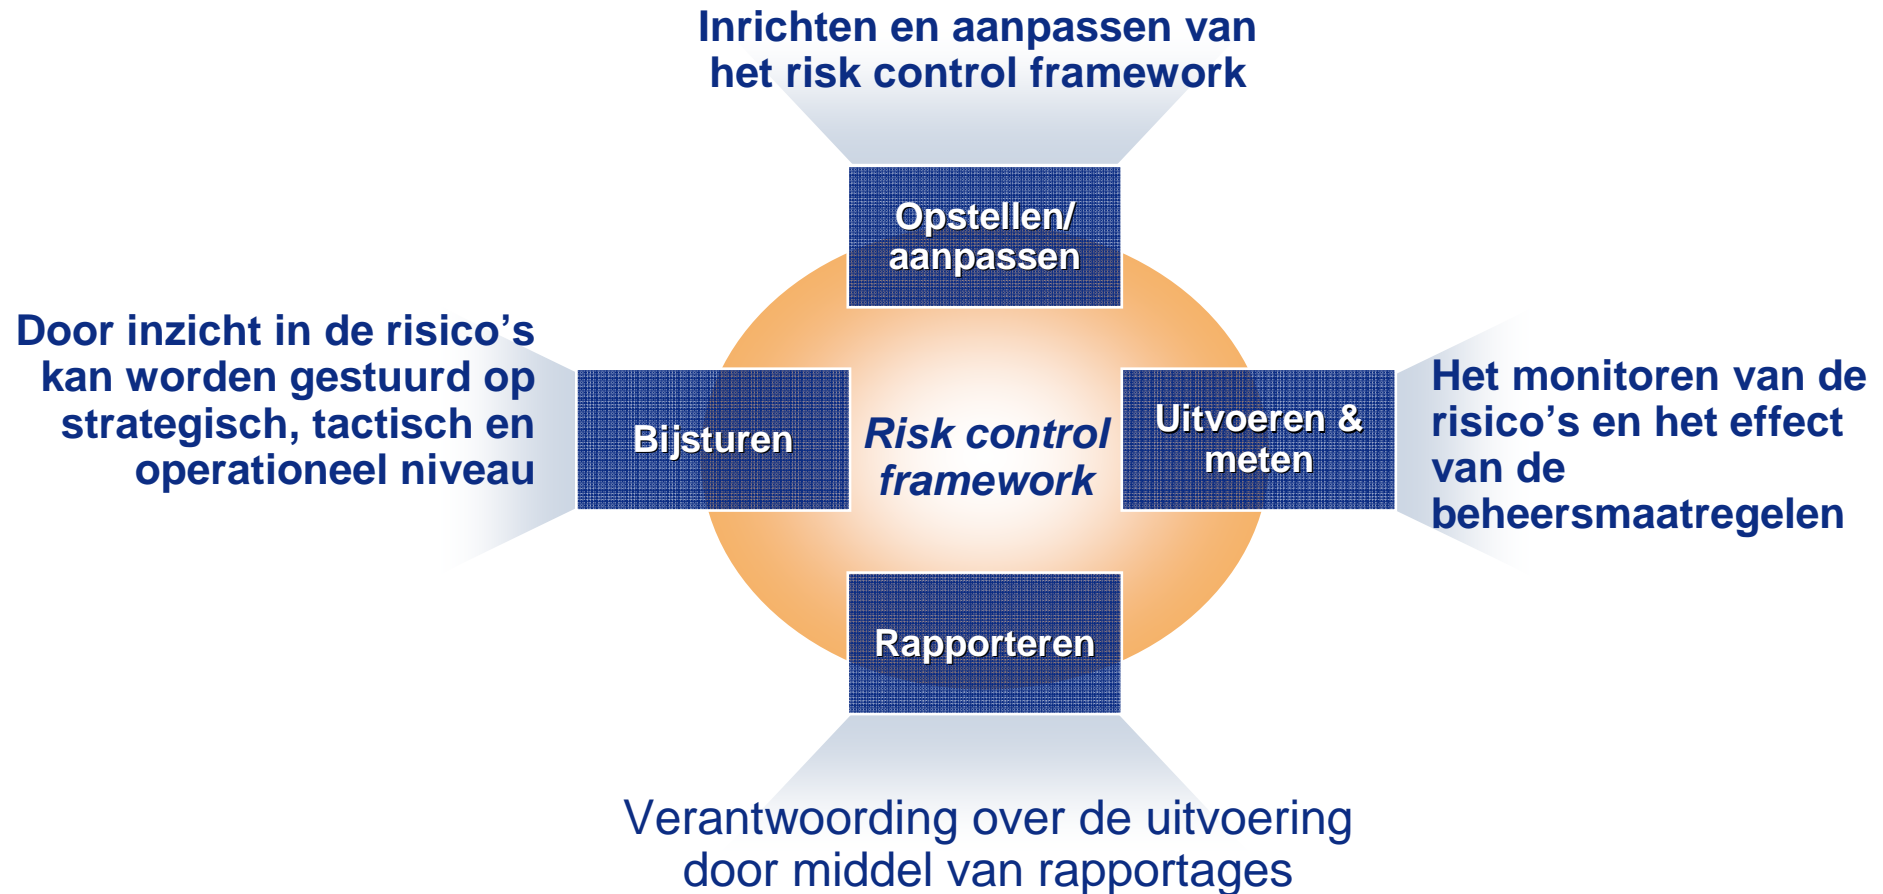 Inrichten en aanpassen van
het risk control framework
Opstellen/
aanpassen
Door inzicht in de risico’s
kan worden gestuurd op
strategisch, tactisch en
operationeel niveau
Bijsturen
Risk control
framework
Uitvoeren &
meten
Het monitoren van de
risico’s en het effect
van de
beheersmaatregelen
Rapporteren
Verantwoording over de uitvoering
door middel van rapportages